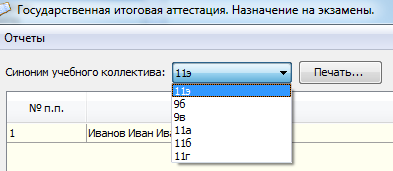 Государственная итоговая аттестация. Назначение на экзамены.
Отчеты
Синоним учебного коллектива: 11э Печать...
11э
9б
9в
11а
11б
11г
№ п.п.
1 Иванов Иван Ива